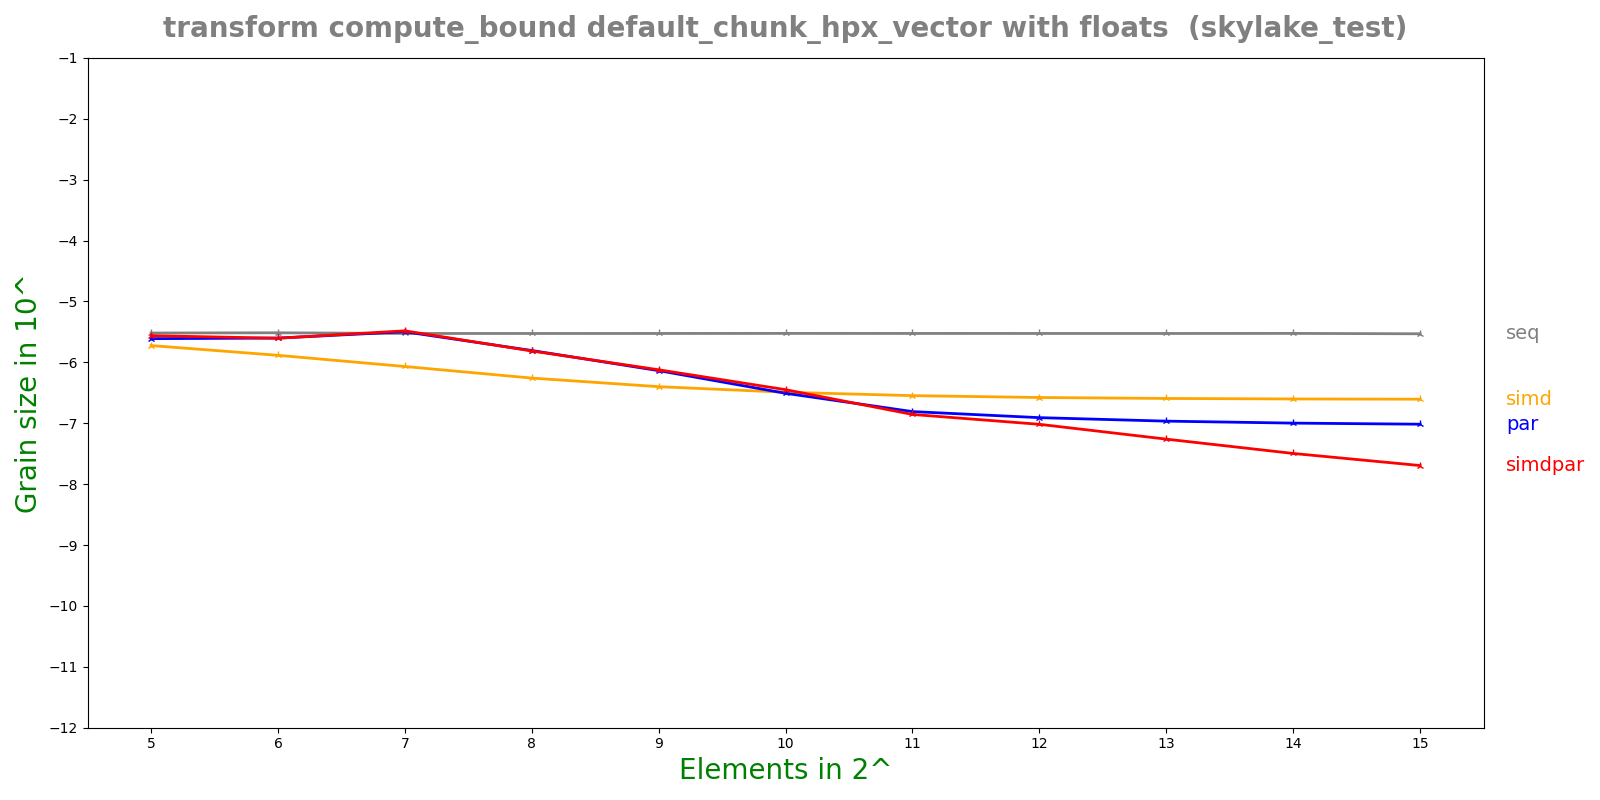 transform compute_bound default_chunk_hpx_vector with floats  (skylake_test)
Grain size in 10^
−1
−2
−3
−4
−5
−6
−7
−8
−9
−10
−11
−12
seq
simd
par
simdpar
5 6 7 8 9 10 11 12 13 14 15
Elements in 2^